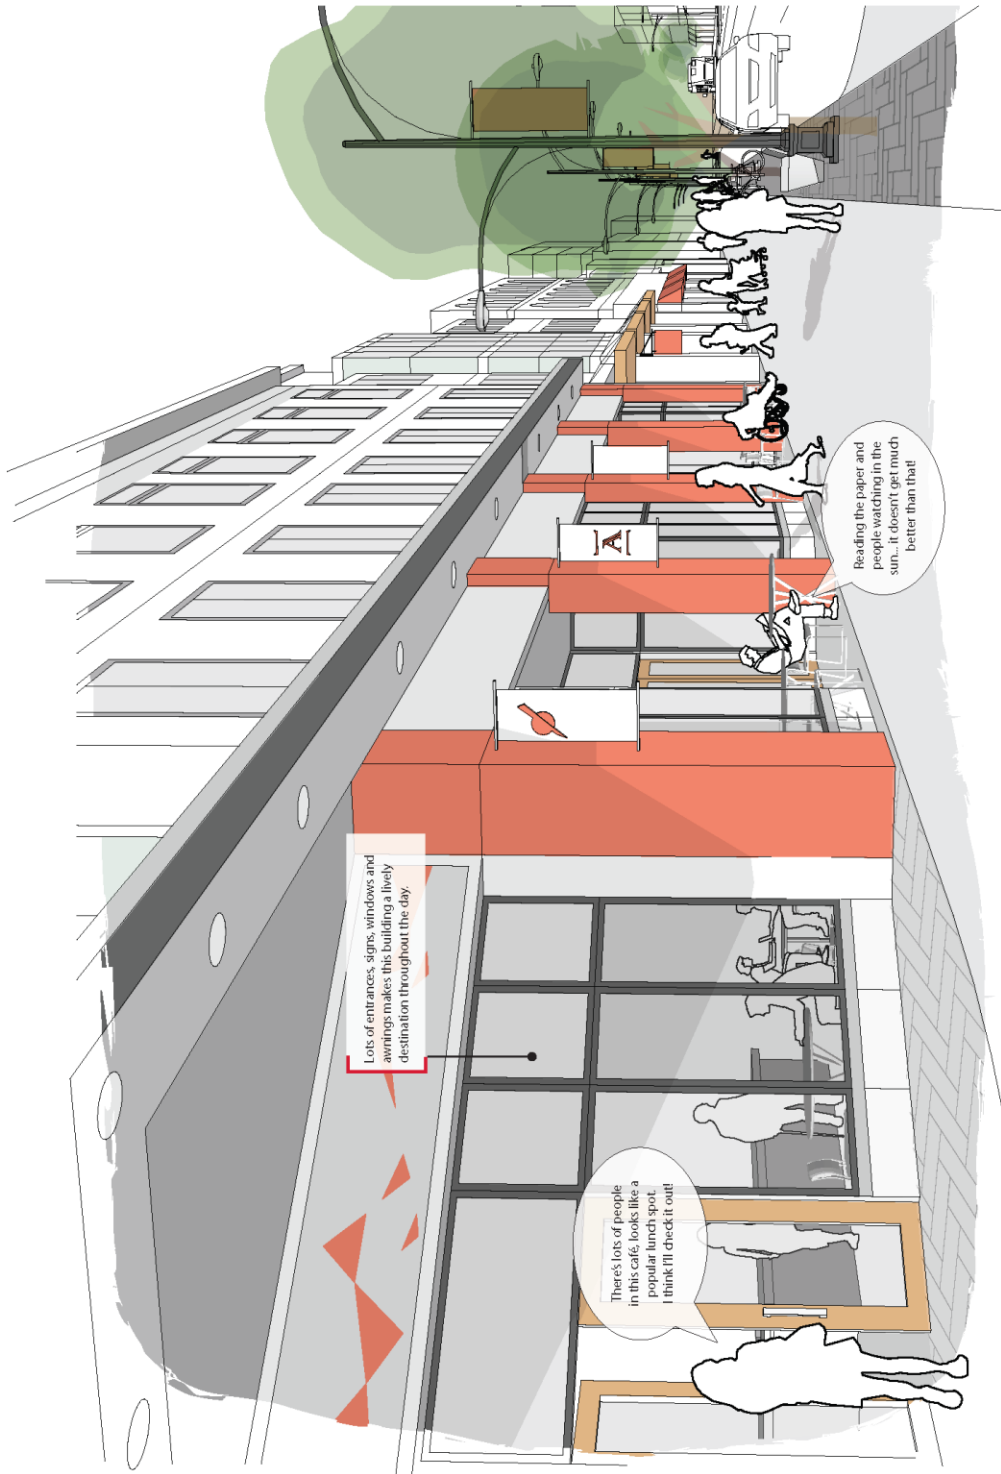 Lots of entrances, signs, windows and
awnings makes this building a lively
destination throughout the day.
There's lots of people
in this café, looks like a
popular lunch spot.
I think I'll check it out!
Reading the paper and
people watching in the
sun... it doesn't get much
better than that!
[A]